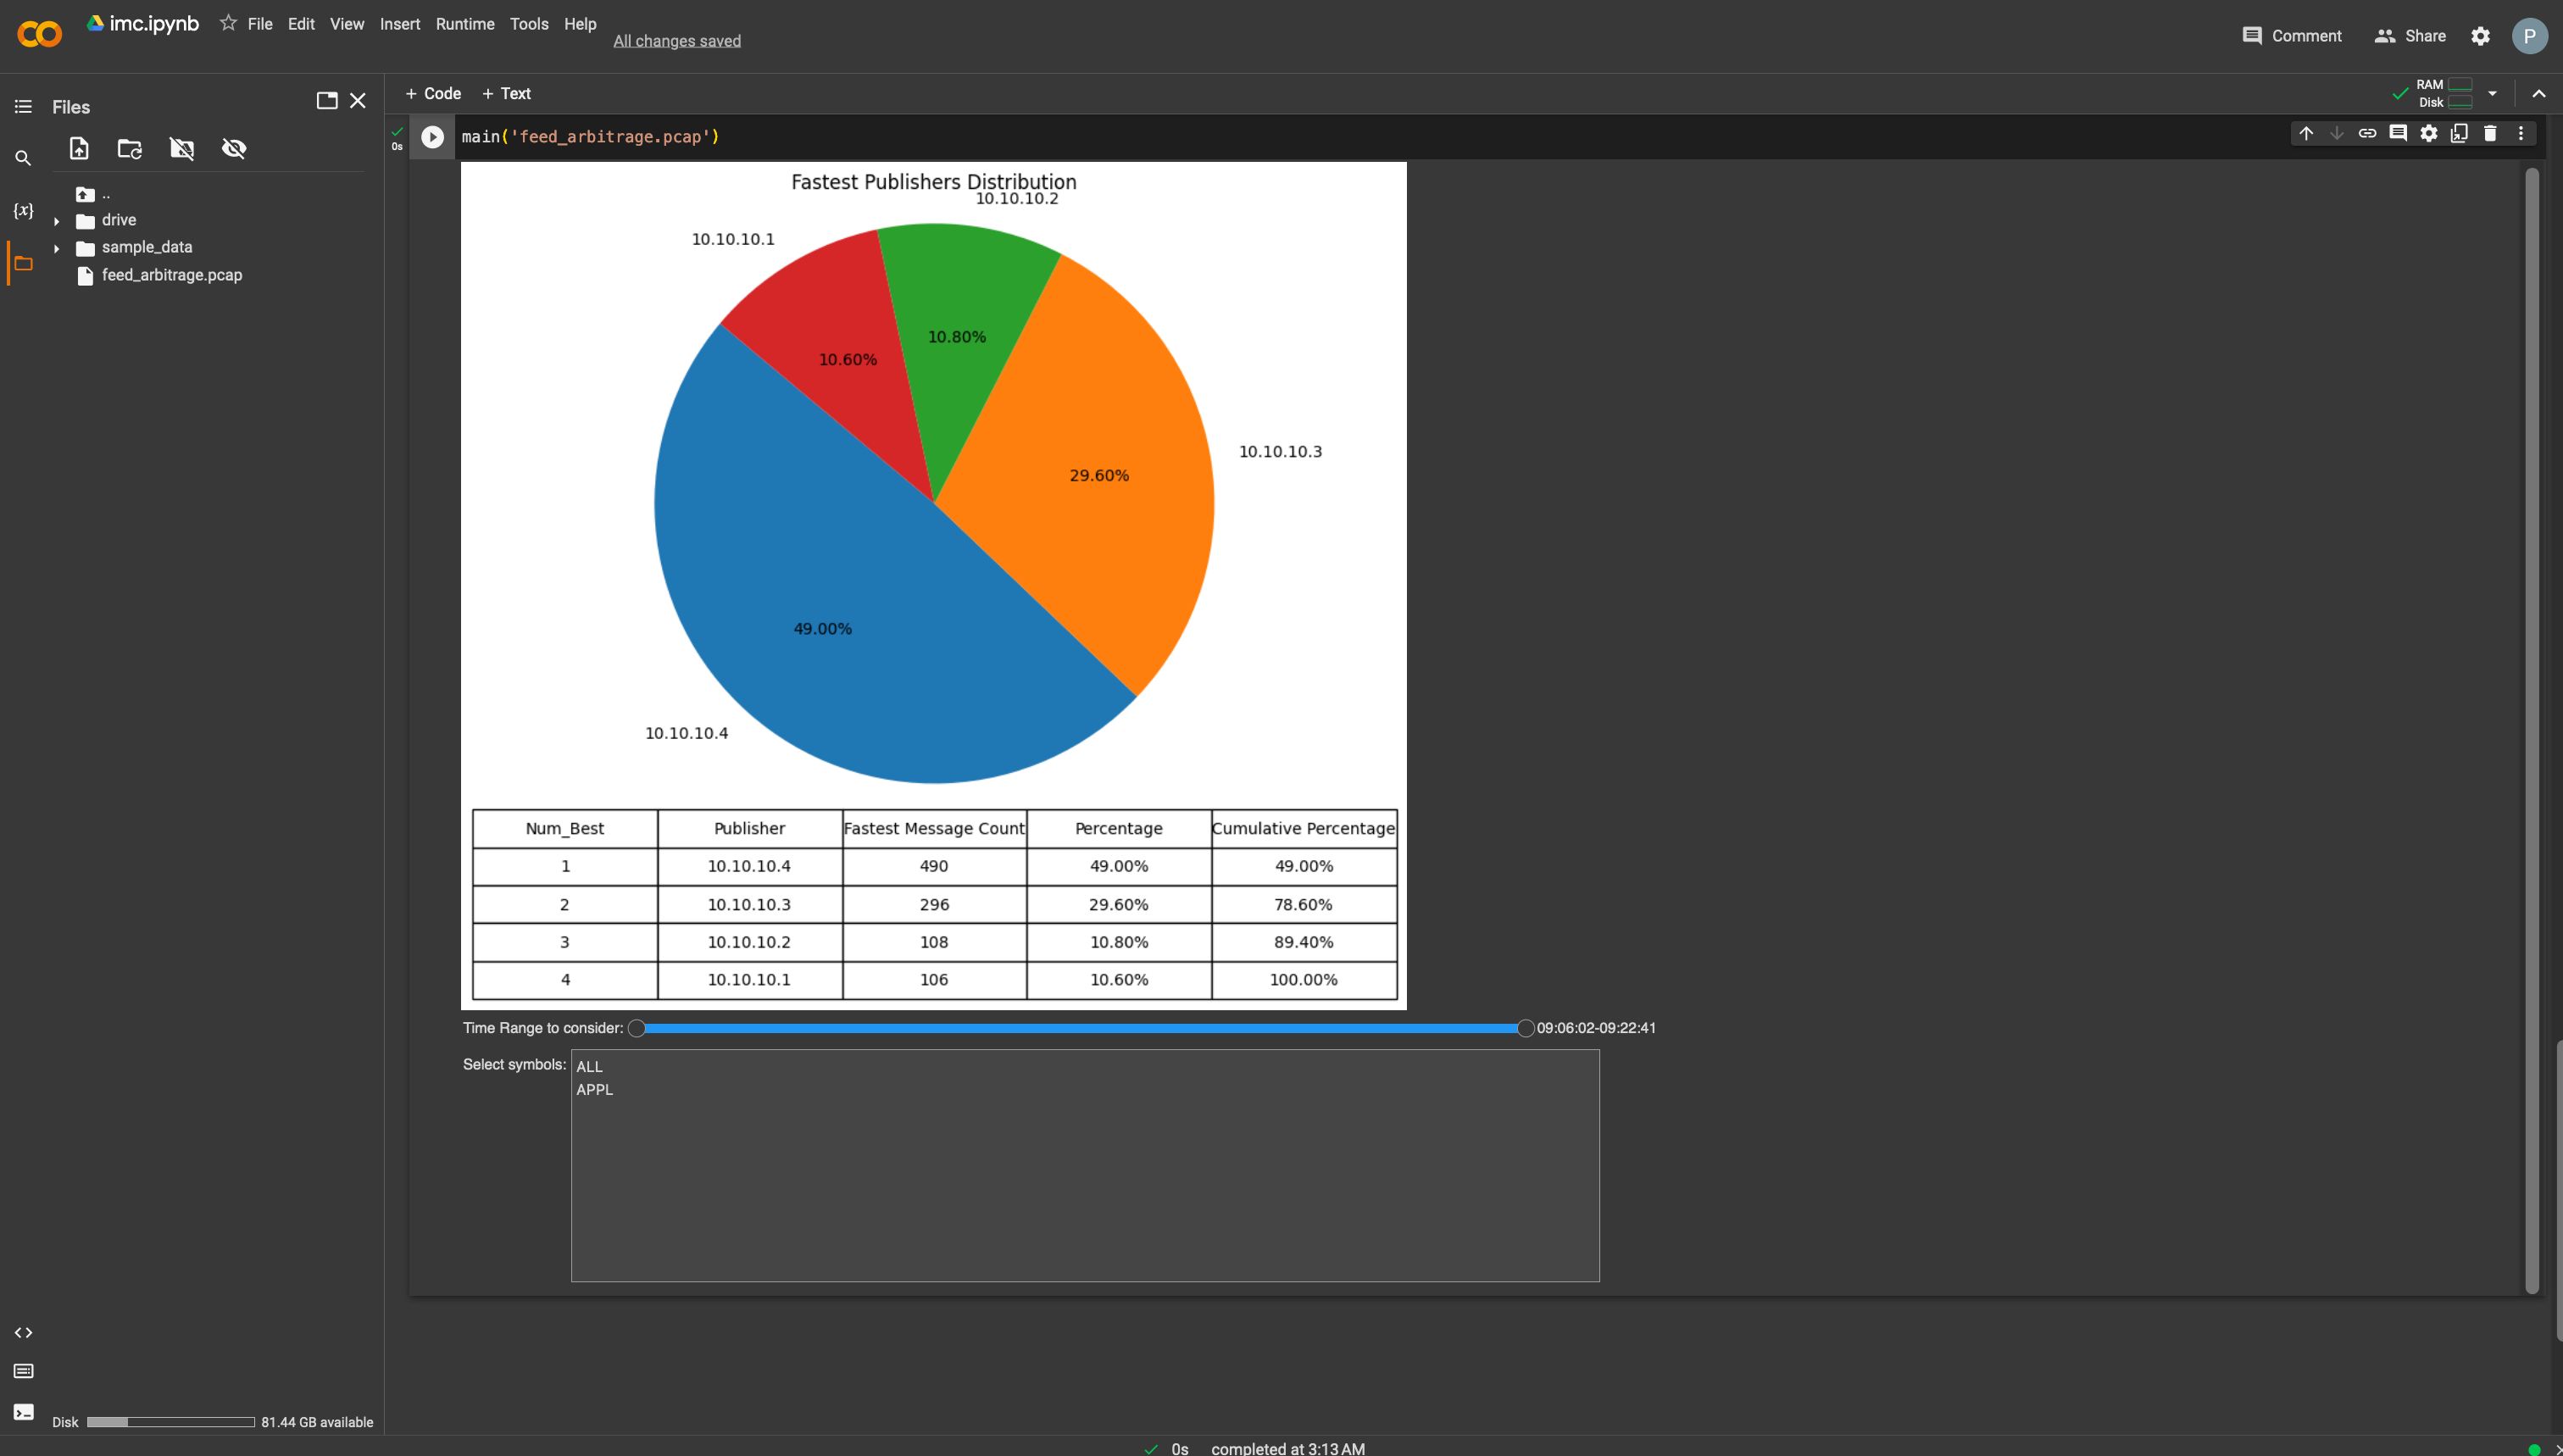 imc.ipynb
File Edit View Insert Runtime Tools Help
All changes saved
Comment
Share
P
Files
+ Code + Text
RAM
Disk
..
drive
sample_data
feed_arbitrage.pcap
{x}
0s
main('feed_arbitrage.pcap')
Fastest Publishers Distribution
10.10.10.2
10.10.10.1
10.80%
10.60%
10.10.10.3
29.60%
49.00%
10.10.10.4
Num_Best Publisher Fastest Message Count Percentage Cumulative Percentage
1 10.10.10.4 490 49.00% 49.00%
2 10.10.10.3 296 29.60% 78.60%
3 10.10.10.2 108 10.80% 89.40%
4 10.10.10.1 106 10.60% 100.00%
Time Range to consider: 09:06:02-09:22:41
Select symbols:
ALL
APPL
Disk 81.44 GB available
0s completed at 3:13 AM